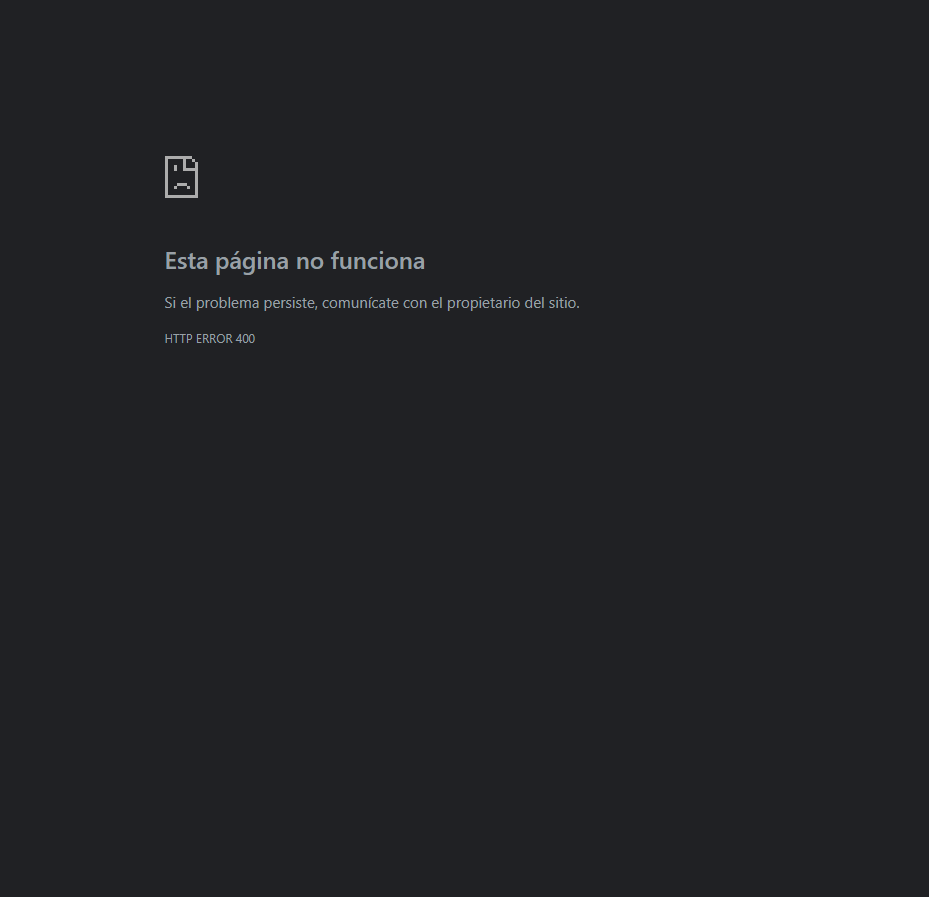 Esta página no funciona
Si el problema persiste, comunícate con el propietario del sitio.
HTTP ERROR 400